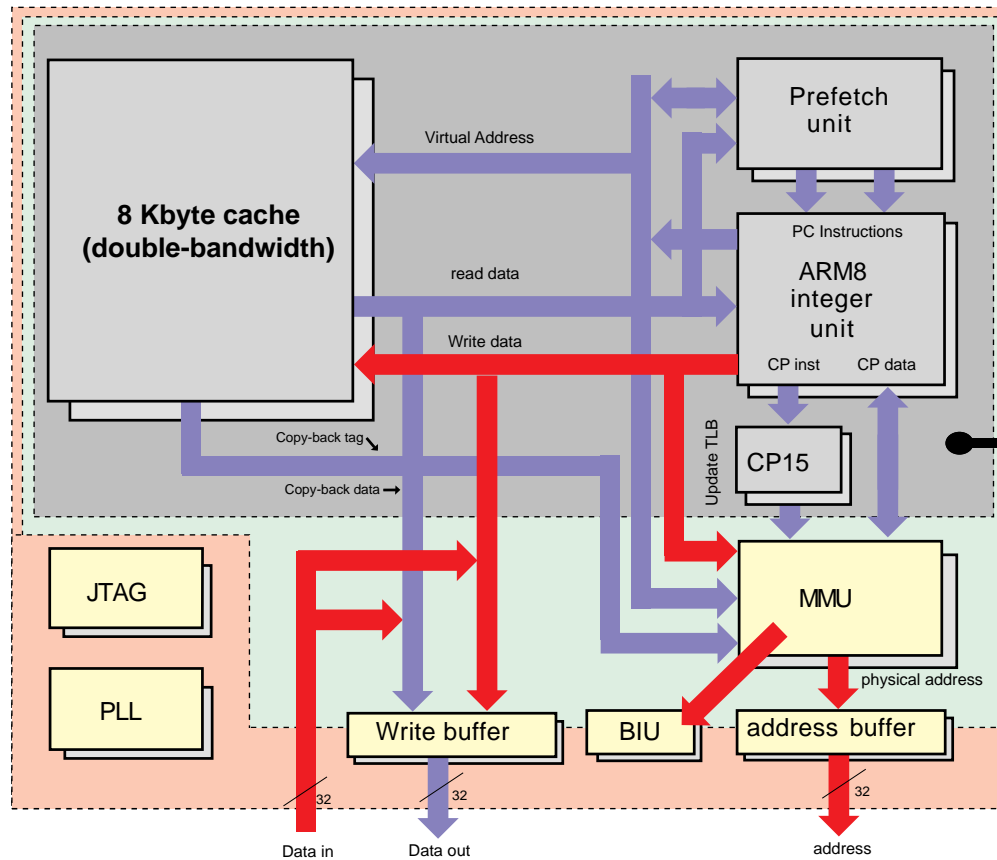 Prefetch
unit
Virtual Address
8 Kbyte cache
(double-bandwidth)
PC Instructions
ARM8
integer
unit
read data
Write data
CP inst
CP data
Copy-back tag
Update TLB
CP15
Copy-back data
JTAG
MMU
physical address
PLL
Write buffer
BIU
address buffer
32
32
32
Data in
Data out
address